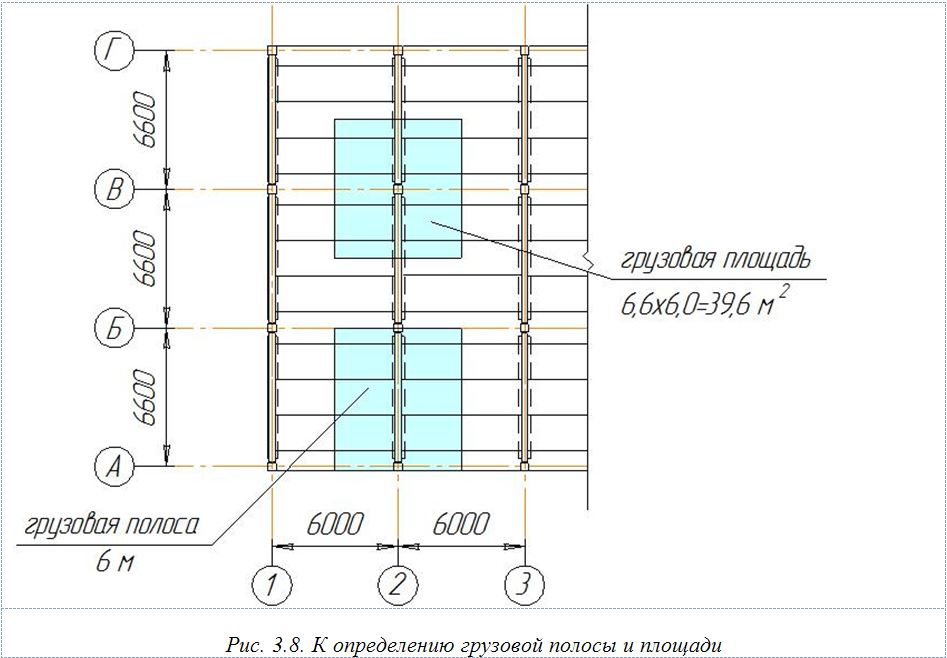 Г
6600
В
6600
Б
6600
А
грузовая площадь
6,6х6,0=39,6 м²
грузовая полоса
6 м
6000
6000
1
2
3
Рис. 3.8. К определению грузовой полосы и площади